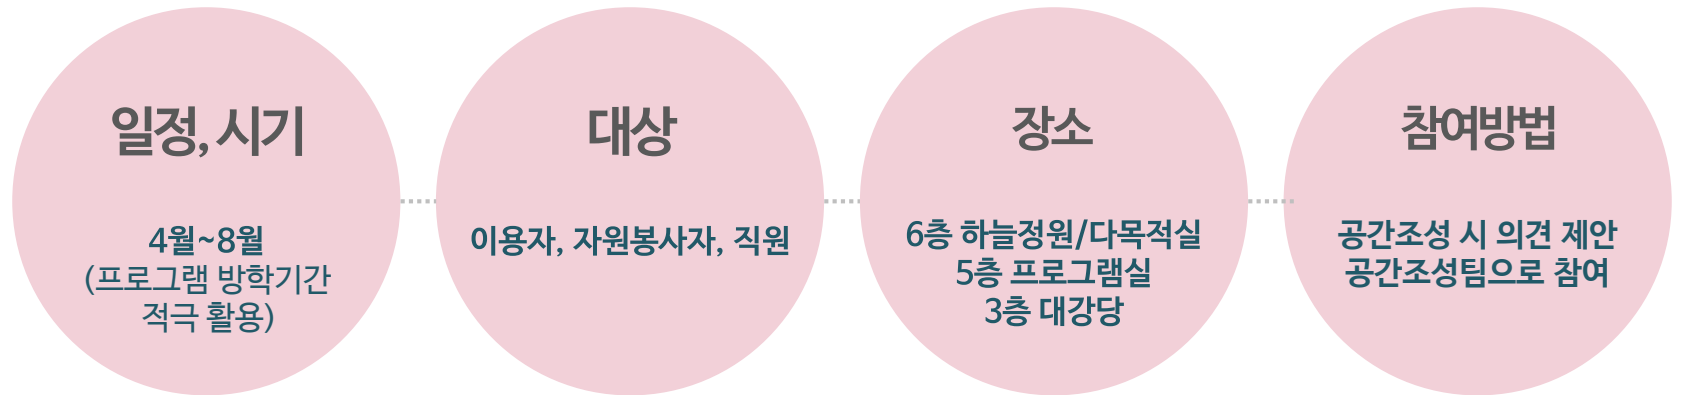 일정, 시기
4월~8월
(프로그램 방학기간
적극 활용)
대상
이용자, 자원봉사자, 직원
장소
6층 하늘정원/다목적실
5층 프로그램실
3층 대강당
참여방법
공간조성 시 의견 제안
공간조성팀으로 참여